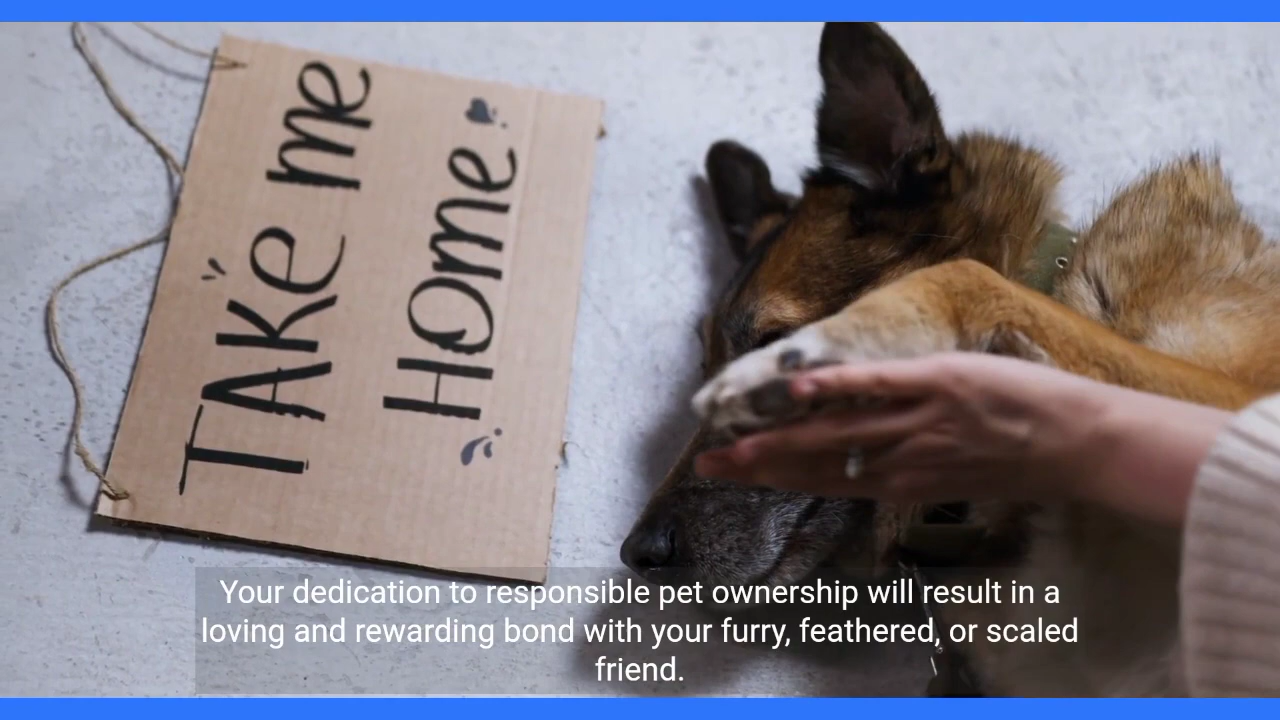 TAKe me
Home
Your dedication to responsible pet ownership will result in a
loving and rewarding bond with your furry, feathered, or scaled
friend.